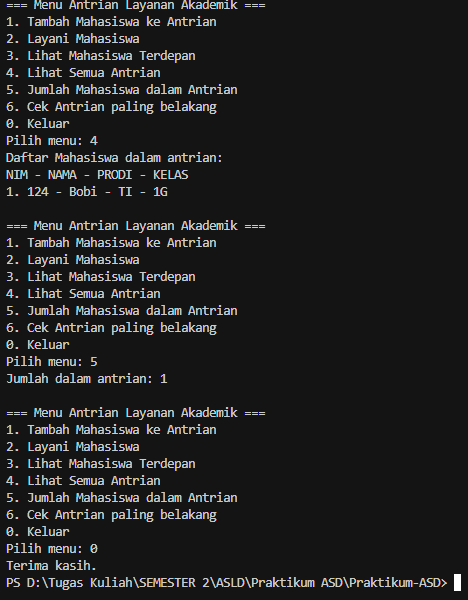 === Menu Antrian Layanan Akademik ===
1. Tambah Mahasiswa ke Antrian
2. Layani Mahasiswa
3. Lihat Mahasiswa Terdepan
4. Lihat Semua Antrian
5. Jumlah Mahasiswa dalam Antrian
6. Cek Antrian paling belakang
0. Keluar
Pilih menu: 4
Daftar Mahasiswa dalam antrian:
NIM - NAMA - PRODI - KELAS
1. 124 - Bobi - TI - 1G

=== Menu Antrian Layanan Akademik ===
1. Tambah Mahasiswa ke Antrian
2. Layani Mahasiswa
3. Lihat Mahasiswa Terdepan
4. Lihat Semua Antrian
5. Jumlah Mahasiswa dalam Antrian
6. Cek Antrian paling belakang
0. Keluar
Pilih menu: 5
Jumlah dalam antrian: 1

=== Menu Antrian Layanan Akademik ===
1. Tambah Mahasiswa ke Antrian
2. Layani Mahasiswa
3. Lihat Mahasiswa Terdepan
4. Lihat Semua Antrian
5. Jumlah Mahasiswa dalam Antrian
6. Cek Antrian paling belakang
0. Keluar
Pilih menu: 0
Terima kasih.
PS D:\Tugas Kuliah\SEMESTER 2\ASLD\Praktikum ASD\Praktikum-ASD>